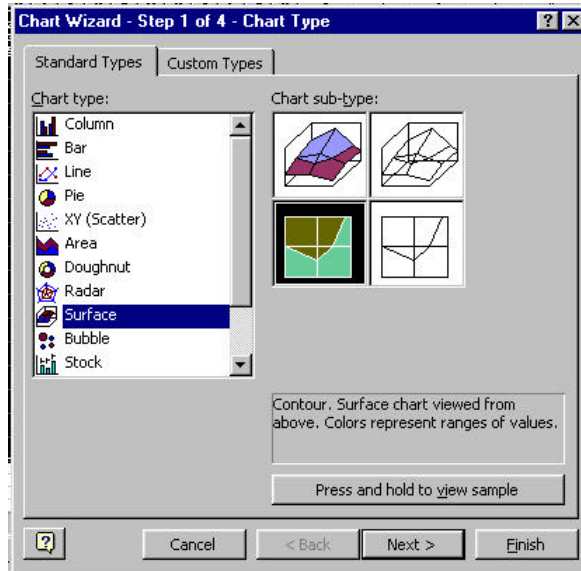 Chart Wizard - Step 1 of 4 - Chart Type
Standard Types
Custom Types
Chart type:
Column
Bar
Line
Pie
XY (Scatter)
Area
Doughnut
Radar
Surface
Bubble
Stock
Chart sub-type:
Contour. Surface chart viewed from
above. Colors represent ranges of values.
Press and hold to view sample
Cancel
< Back
Next >
Finish